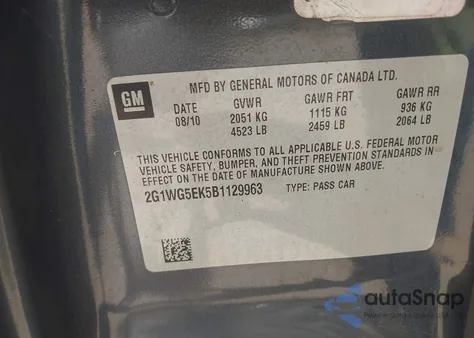 GM
MFD BY GENERAL MOTORS OF CANADA LTD.
DATE GVWR GAWR FRT GAWR RR
08/10 2051 KG 1115 KG 936 KG
4523 LB 2459 LB 2064 LB
THIS VEHICLE CONFORMS TO ALL APPLICABLE U.S. FEDERAL MOTOR
VEHICLE SAFETY, BUMPER, AND THEFT PREVENTION STANDARDS IN
EFFECT ON THE DATE OF MANUFACTURE SHOWN ABOVE.
2G1WG5EK5B1129963 TYPE: PASS CAR
autaSnap